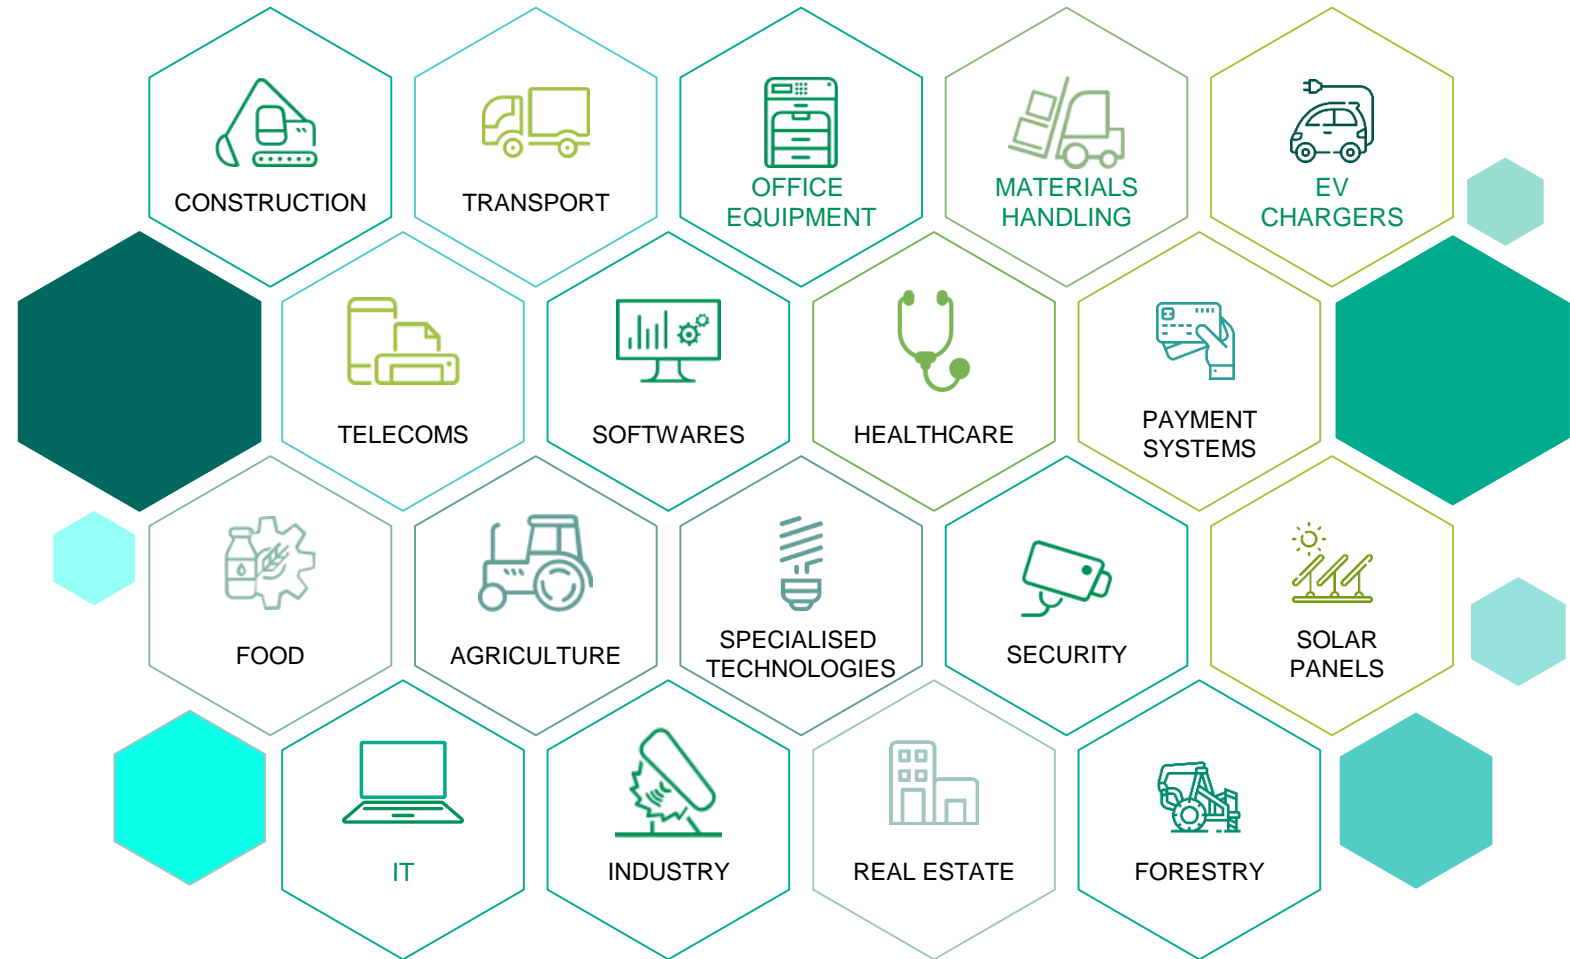 CONSTRUCTION
TRANSPORT
OFFICE
EQUIPMENT
MATERIALS
HANDLING
EV
CHARGERS
TELECOMS
SOFTWARES
HEALTHCARE
PAYMENT
SYSTEMS
FOOD
AGRICULTURE
SPECIALISED
TECHNOLOGIES
SECURITY
SOLAR
PANELS
IT
INDUSTRY
REAL ESTATE
FORESTRY